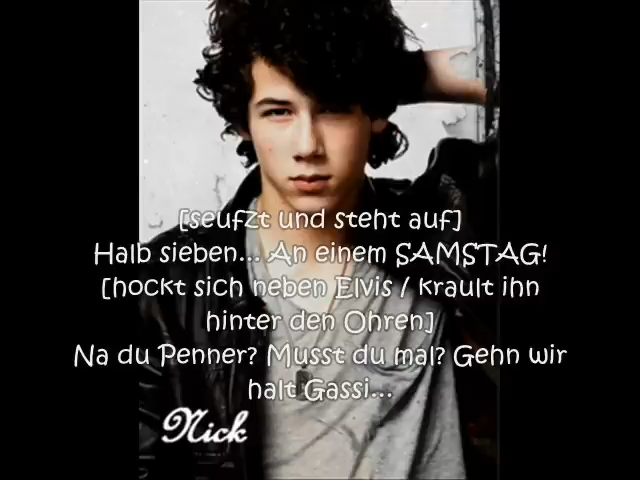 [seufzt und steht auf]
Halb sieben... An einem SAMSTAG!
[hockt sich neben Elvis / krault ihn
hinter den Ohren]
Na du Penner? Musst du mal? Gehn wir
halt Gassi...
Nick